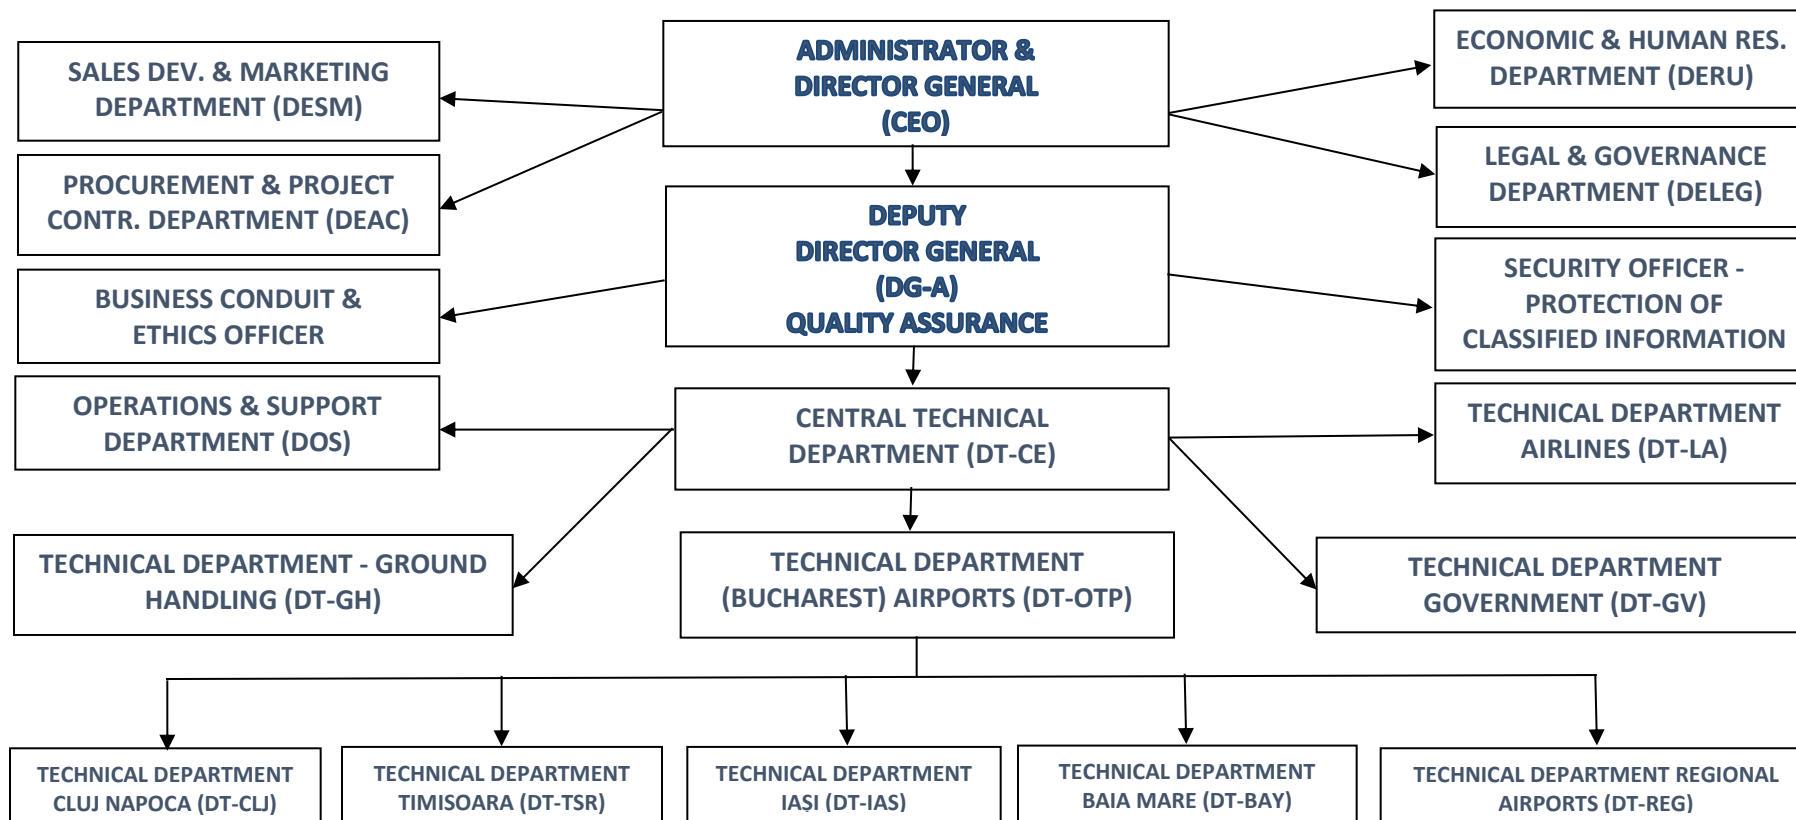 SALES DEV. & MARKETING
DEPARTMENT (DESM)
ADMINISTRATOR &
DIRECTOR GENERAL
(CEO)
ECONOMIC & HUMAN RES.
DEPARTMENT (DERU)
PROCUREMENT & PROJECT
CONTR. DEPARTMENT (DEAC)
LEGAL & GOVERNANCE
DEPARTMENT (DELEG)
BUSINESS CONDUIT &
ETHICS OFFICER
DEPUTY
DIRECTOR GENERAL
(DG-A)
QUALITY ASSURANCE
SECURITY OFFICER -
PROTECTION OF
CLASSIFIED INFORMATION
OPERATIONS & SUPPORT
DEPARTMENT (DOS)
CENTRAL TECHNICAL
DEPARTMENT (DT-CE)
TECHNICAL DEPARTMENT
AIRLINES (DT-LA)
TECHNICAL DEPARTMENT - GROUND
HANDLING (DT-GH)
TECHNICAL DEPARTMENT
(BUCHAREST) AIRPORTS (DT-OTP)
TECHNICAL DEPARTMENT
GOVERNMENT (DT-GV)
TECHNICAL DEPARTMENT
CLUJ NAPOCA (DT-CLJ)
TECHNICAL DEPARTMENT
TIMISOARA (DT-TSR)
TECHNICAL DEPARTMENT
IAȘI (DT-IAS)
TECHNICAL DEPARTMENT
BAIA MARE (DT-BAY)
TECHNICAL DEPARTMENT REGIONAL
AIRPORTS (DT-REG)